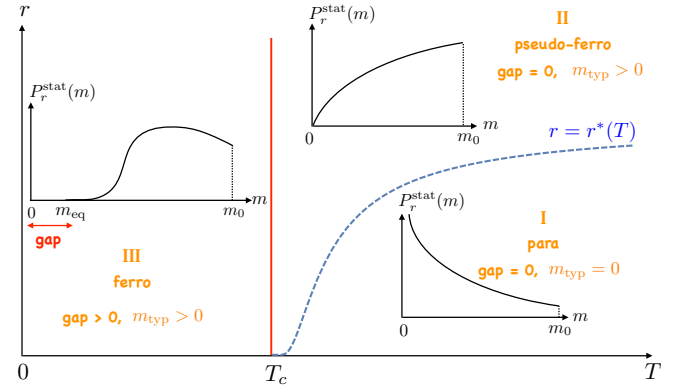 r
P_r^stat(m)
II
pseudo-ferro
gap = 0, m_typ > 0
0
m_0
m
r = r*(T)
P_r^stat(m)
0
m_eq
m_0
m
gap
III
ferro
gap > 0, m_typ > 0
P_r^stat(m)
I
para
gap = 0, m_typ = 0
0
m_0
m
0
T_c
T